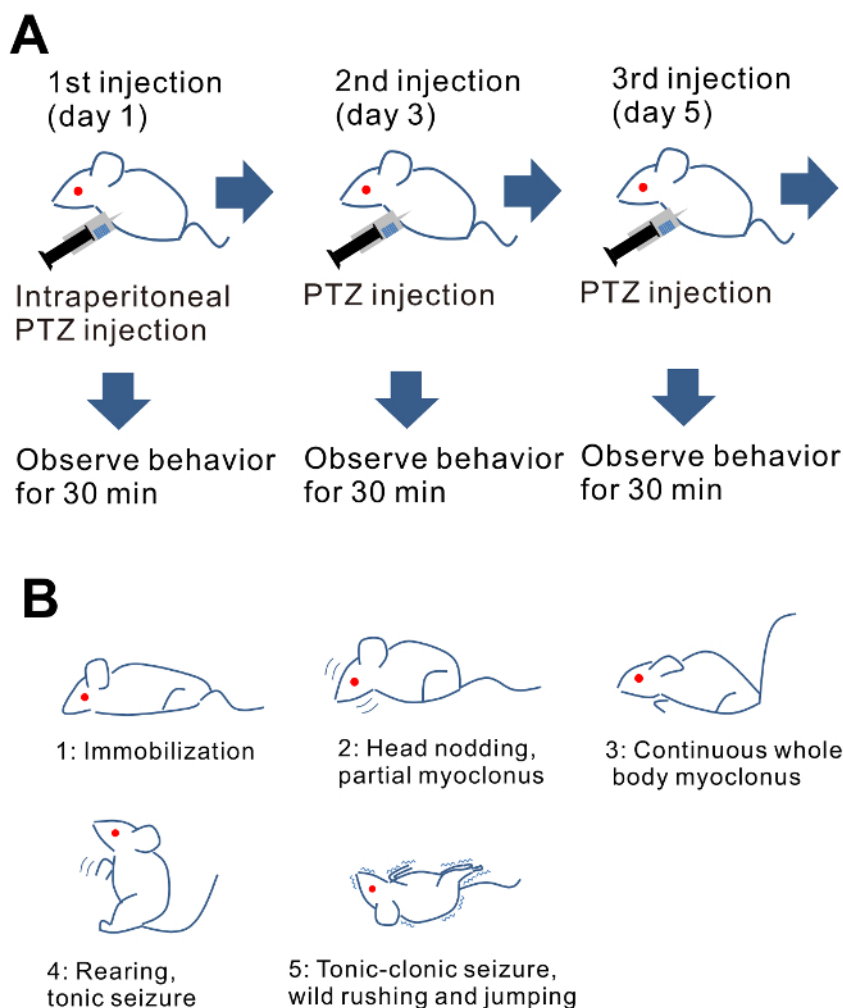 A
1st injection
(day 1)
2nd injection
(day 3)
3rd injection
(day 5)
Intraperitoneal
PTZ injection
PTZ injection
PTZ injection
Observe behavior
for 30 min
Observe behavior
for 30 min
Observe behavior
for 30 min
B
1: Immobilization
2: Head nodding,
partial myoclonus
3: Continuous whole
body myoclonus
4: Rearing,
tonic seizure
5: Tonic-clonic seizure,
wild rushing and jumping